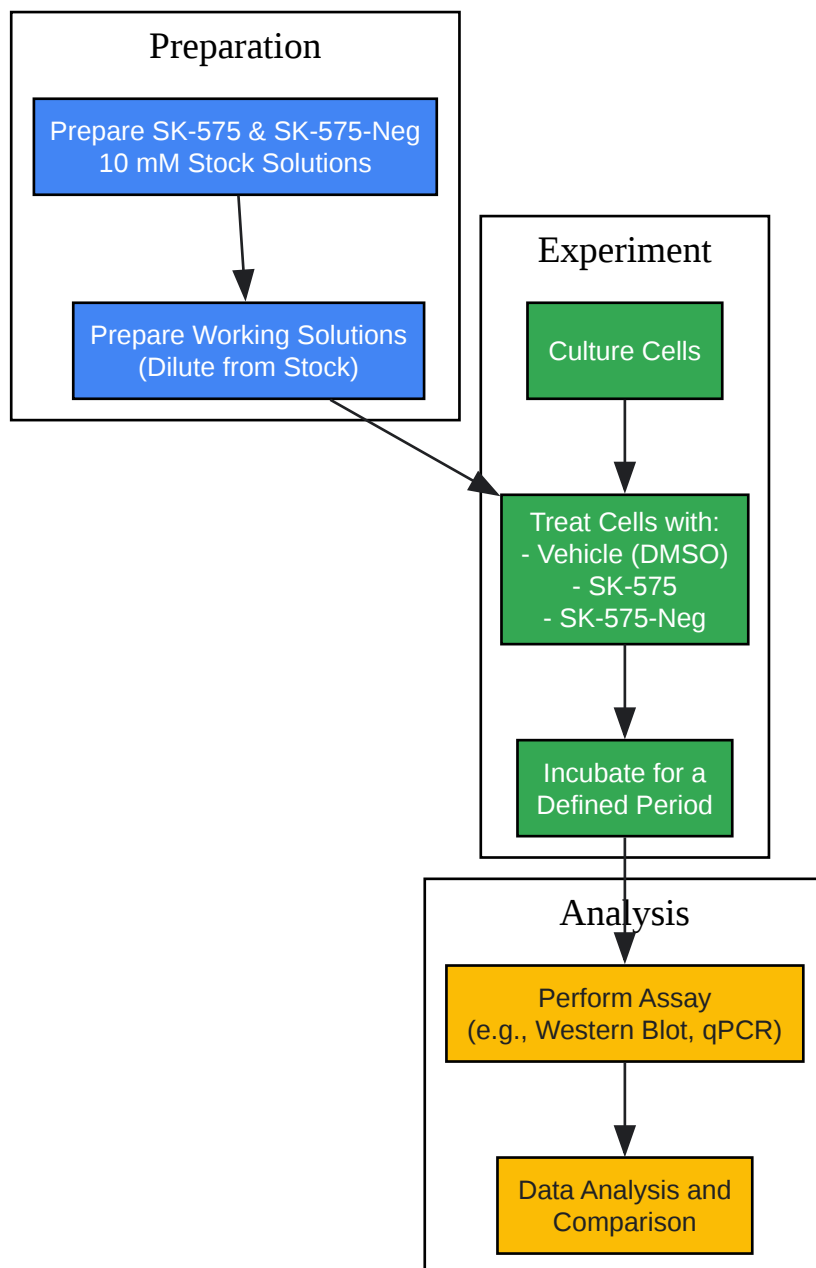 Preparation
Prepare SK-575 & SK-575-Neg
10 mM Stock Solutions
Prepare Working Solutions
(Dilute from Stock)
Experiment
Culture Cells
Treat Cells with:
- Vehicle (DMSO)
- SK-575
- SK-575-Neg
Incubate for a
Defined Period
Analysis
Perform Assay
(e.g., Western Blot, qPCR)
Data Analysis and
Comparison